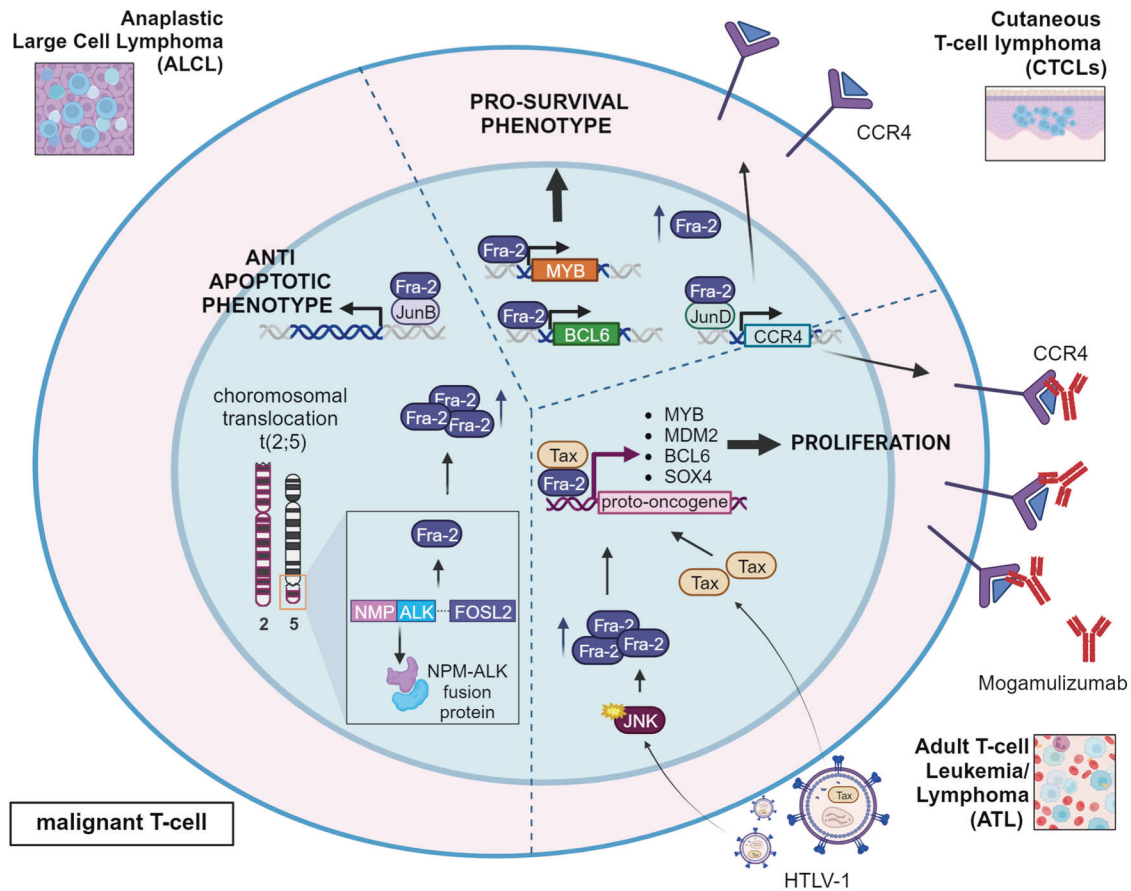 Anaplastic
Large Cell Lymphoma
(ALCL)
Cutaneous
T-cell lymphoma
(CTCLs)
PRO-SURVIVAL
PHENOTYPE
CCR4
Fra-2
Fra-2
MYB
ANTI
APOPTOTIC
PHENOTYPE
Fra-2
JunB
Fra-2
BCL6
Fra-2
JunD
CCR4
CCR4
choromosomal
translocation
t(2;5)
2
5
Fra-2
Fra-2
Fra-2
Fra-2
NMP
ALK
FOSL2
NPM-ALK
fusion
protein
Tax
Fra-2
• MYB
• MDM2
• BCL6
• SOX4
PROLIFERATION
proto-oncogene
Tax
Tax
Fra-2
Fra-2
Fra-2
JNK
Mogamulizumab
Adult T-cell
Leukemia/
Lymphoma
(ATL)
Tax
HTLV-1
malignant T-cell